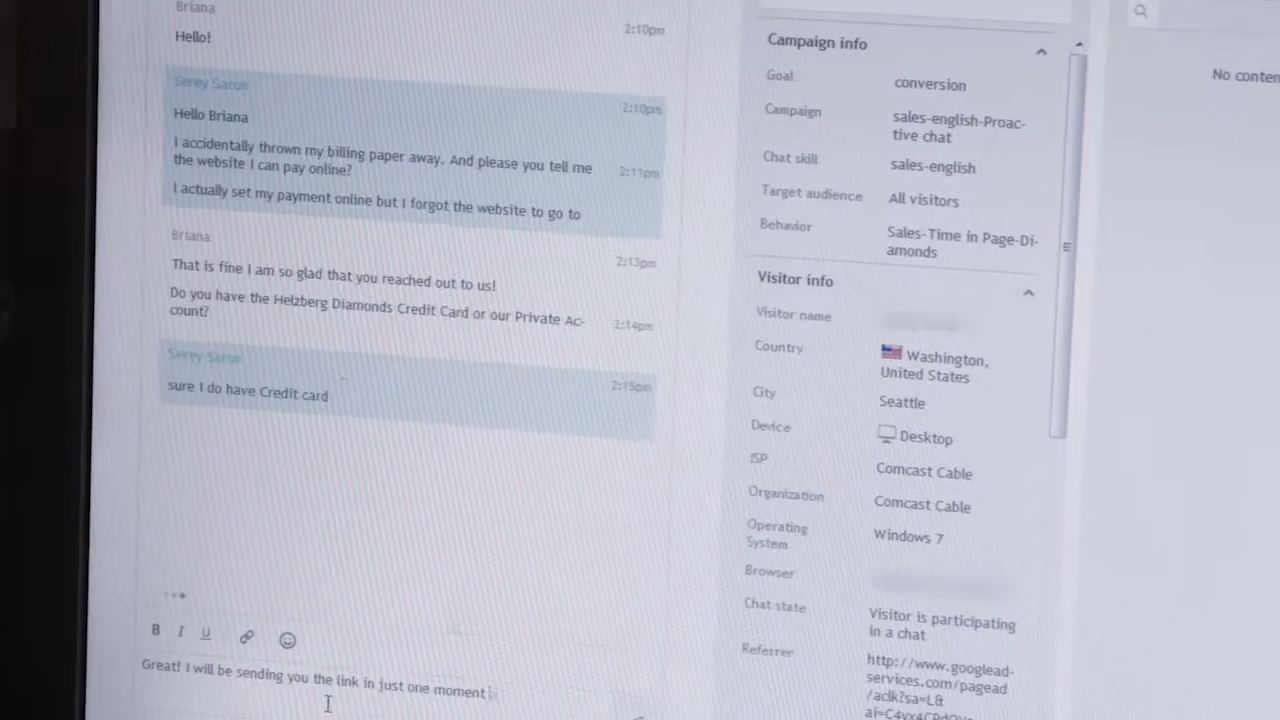 Briana
2:10pm
Hello!
Serey Sarun
2:10pm
Hello Briana
I accidentally thrown my billing paper away. And please you tell me
the website I can pay online?
2:11pm
I actually set my payment online but I forgot the website to go to
Briana
2:13pm
That is fine I am so glad that you reached out to us!
Do you have the Helzberg Diamonds Credit Card or our Private Ac-
count?
2:14pm
Serey Sarun
2:15pm
sure I do have Credit card
B I U
Great! I will be sending you the link in just one moment
Campaign info
Goal conversion
Campaign sales-english-Proac-
tive chat
Chat skill sales-english
Target audience All visitors
Behavior Sales-Time in Page-Di-
amonds
Visitor info
Visitor name
Country Washington,
United States
City Seattle
Device Desktop
ISP Comcast Cable
Organization Comcast Cable
Operating
System Windows 7
Browser
Chat state Visitor is participating
in a chat
Referrer http://www.googlead-
services.com/pagead
/aclk?sa=L&
No conten